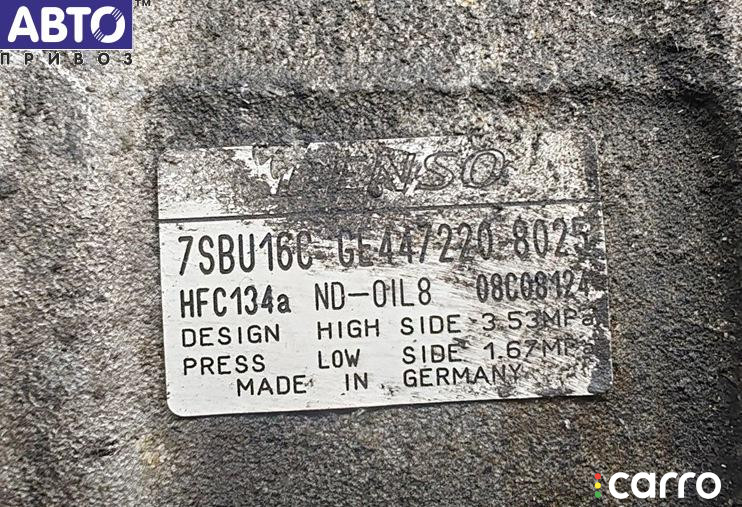 АВТО™
ПРИВОЗ
DENSO
7SBU16C GE447220-8025
HFC134a ND-OIL8 08C08124
DESIGN HIGH SIDE 3.53MPa
PRESS LOW SIDE 1.67MPa
MADE IN GERMANY
carro